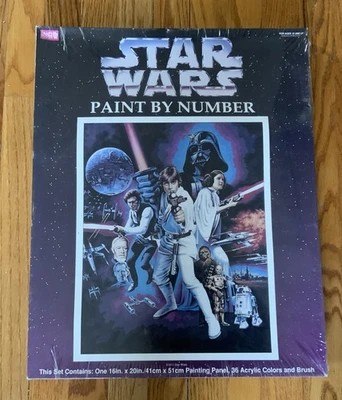 STAR
WARS
PAINT BY NUMBER
This Set Contains: One 16in. x 20in./41cm x 51cm Painting Panel, 36 Acrylic Colors and Brush